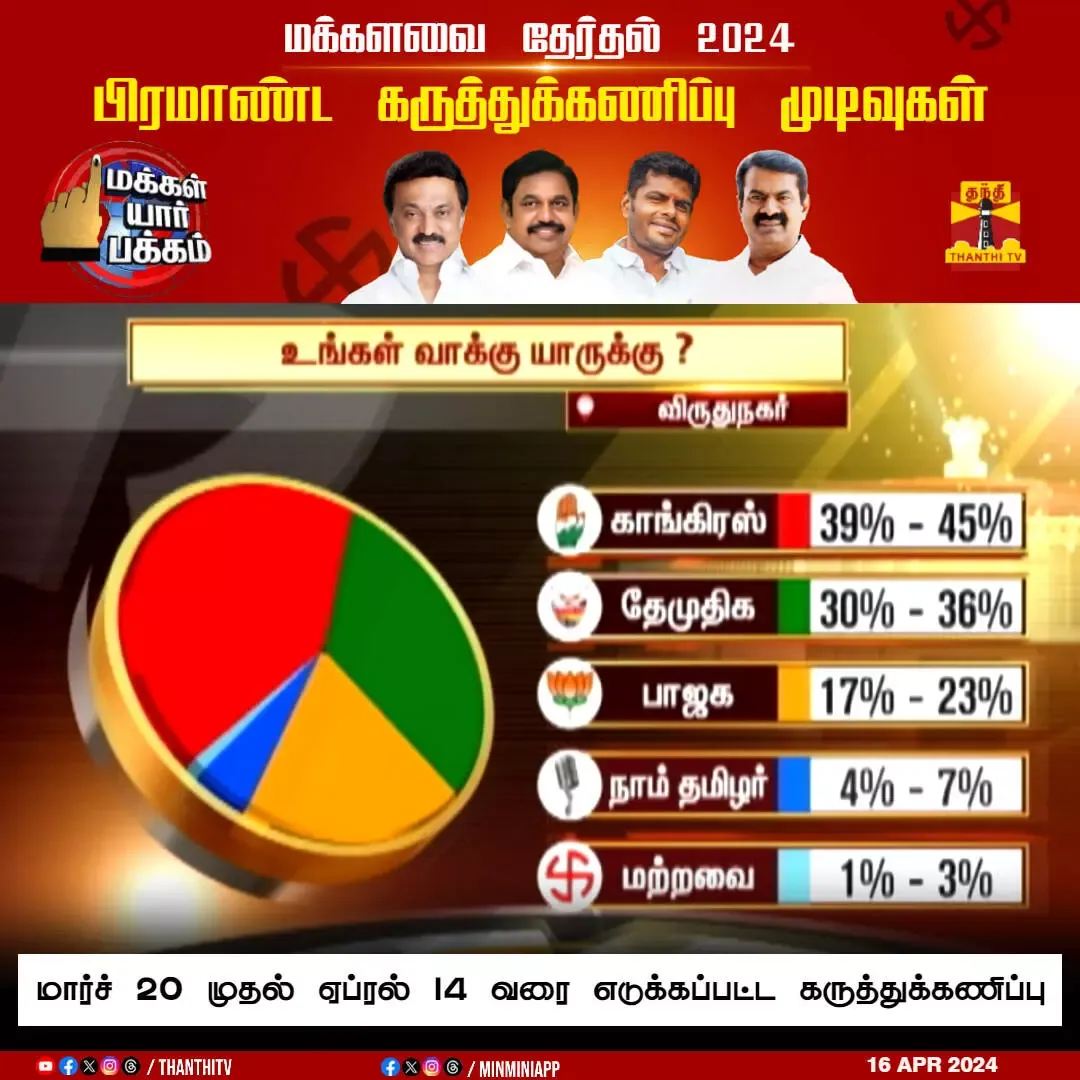 மக்களவை தேர்தல் 2024
பிரமாண்ட கருத்துக்கணிப்பு முடிவுகள்
மக்கள்
யார்
பக்கம்
தந்தி
THANTHI TV
உங்கள் வாக்கு யாருக்கு ?
விருதுநகர்
காங்கிரஸ் 39% - 45%
தேமுதிக 30% - 36%
பாஜக 17% - 23%
நாம் தமிழர் 4% - 7%
மற்றவை 1% - 3%
மார்ச் 20 முதல் ஏப்ரல் 14 வரை எடுக்கப்பட்ட கருத்துக்கணிப்பு
/ THANTHITV / MINMINIAPP 16 APR 2024